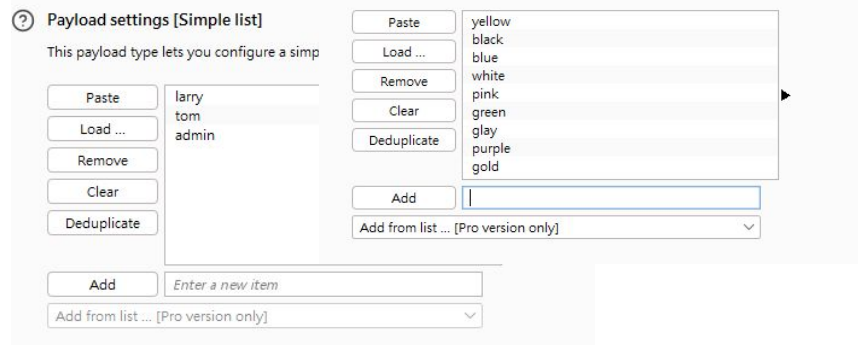 Payload settings [Simple list]
This payload type lets you configure a simp
Paste
Load ...
Remove
Clear
Deduplicate
larry
tom
admin
Add
Enter a new item
Add from list ... [Pro version only]
Paste
Load ...
Remove
Clear
Deduplicate
yellow
black
blue
white
pink
green
glay
purple
gold
Add
Add from list ... [Pro version only]